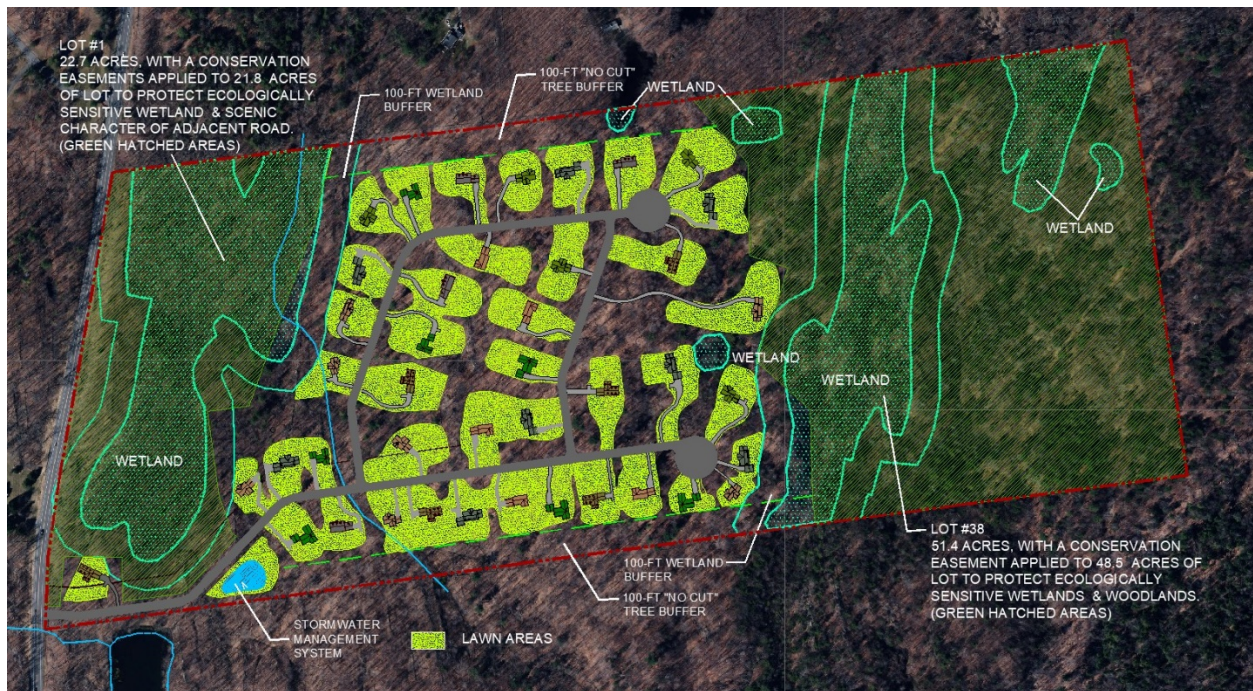 LOT #1
22.7 ACRES, WITH A CONSERVATION
EASEMENTS APPLIED TO 21.8 ACRES
OF LOT TO PROTECT ECOLOGICALLY
SENSITIVE WETLAND & SCENIC
CHARACTER OF ADJACENT ROAD.
(GREEN HATCHED AREAS)
100-FT WETLAND
BUFFER
100-FT "NO CUT"
TREE BUFFER
WETLAND
WETLAND
WETLAND
WETLAND
WETLAND
LOT #38
51.4 ACRES, WITH A CONSERVATION
EASEMENT APPLIED TO 48.5 ACRES OF
LOT TO PROTECT ECOLOGICALLY
SENSITIVE WETLANDS & WOODLANDS.
(GREEN HATCHED AREAS)
100-FT WETLAND
BUFFER
100-FT "NO CUT"
TREE BUFFER
STORMWATER
MANAGEMENT
SYSTEM
LAWN AREAS